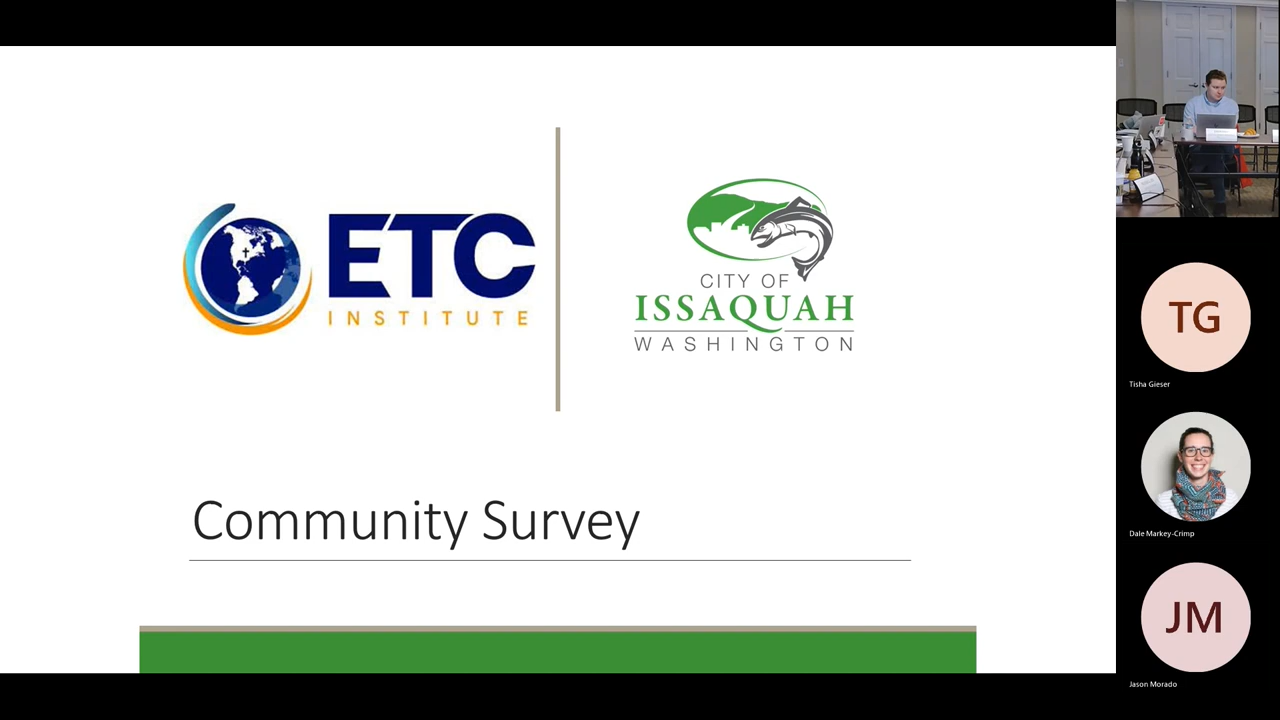 ETC
INSTITUTE
CITY OF
ISSAQUAH
WASHINGTON
Community Survey
TG
Tisha Gieser
Dale Markey-Crimp
JM
Jason Morado